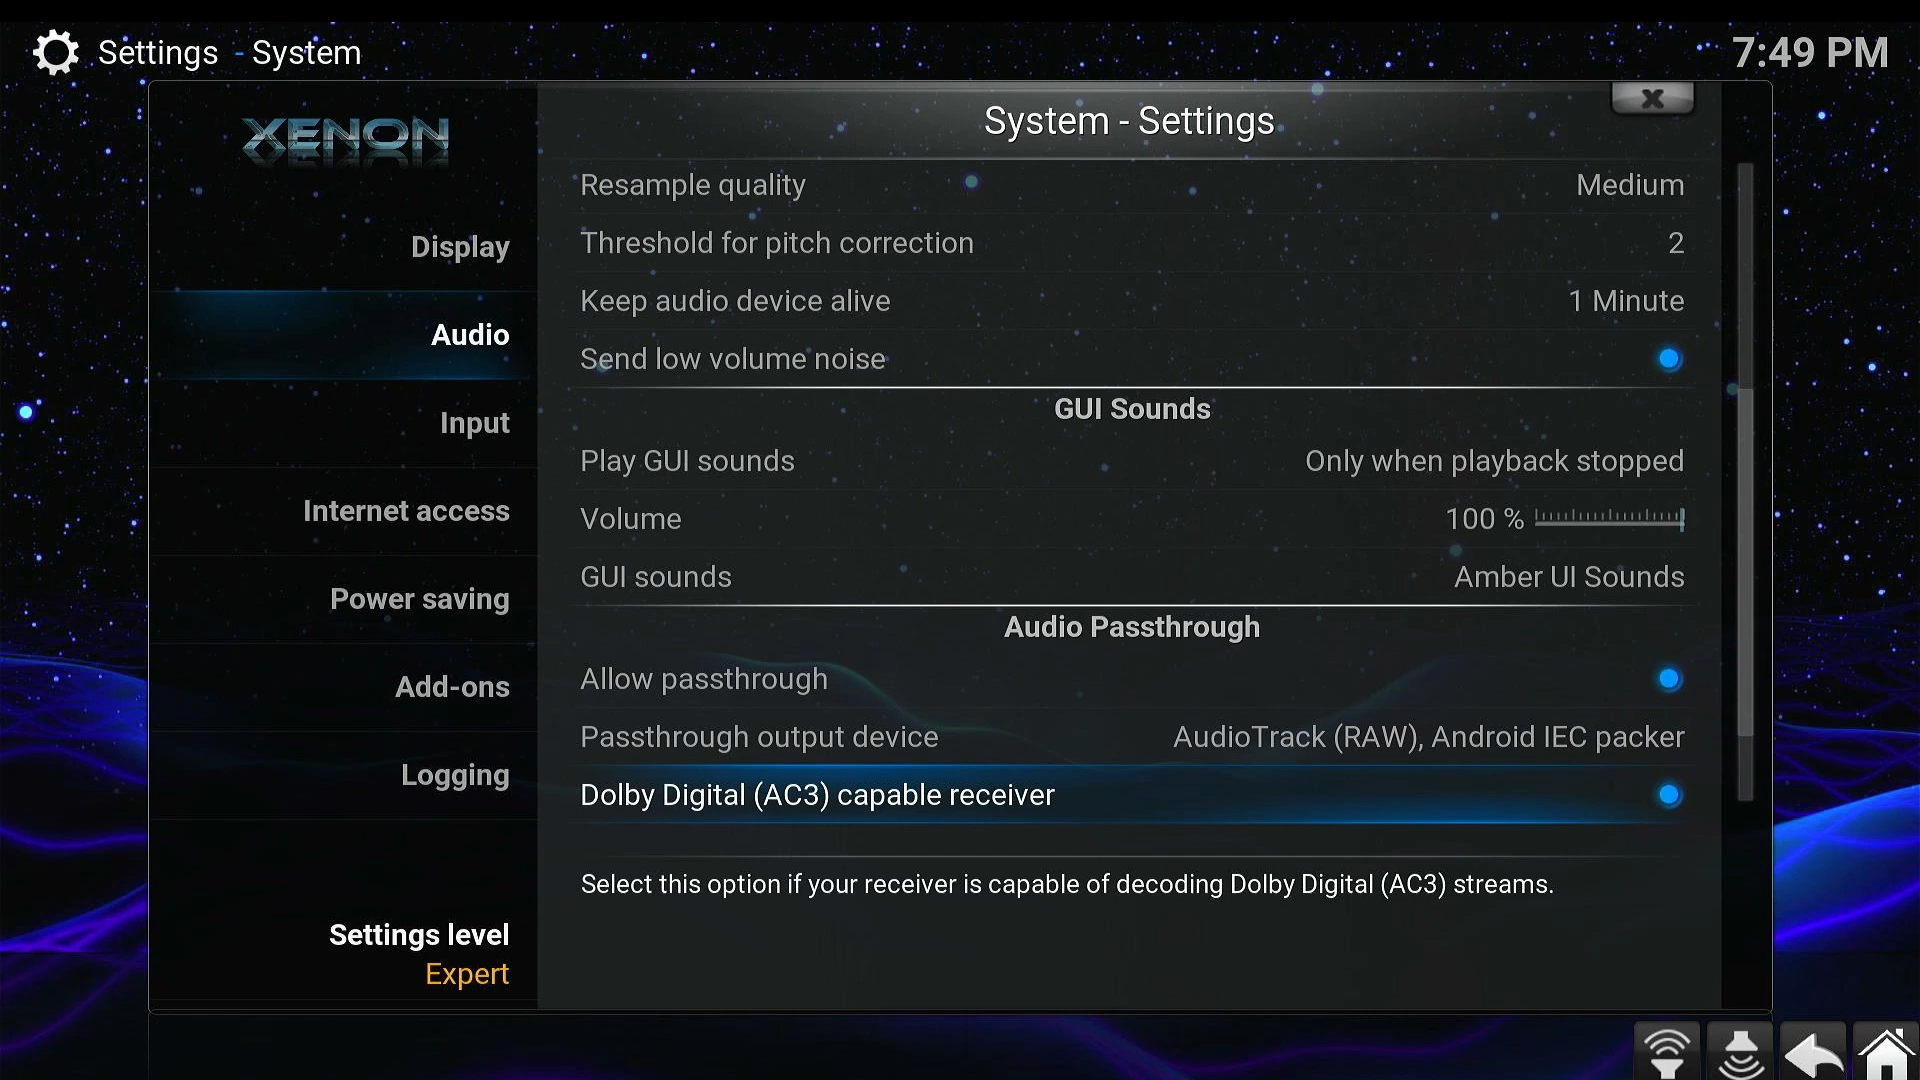 Settings - System
7:49 PM
XENON
System - Settings
Display
Audio
Input
Internet access
Power saving
Add-ons
Logging
Settings level
Expert
Resample quality Medium
Threshold for pitch correction 2
Keep audio device alive 1 Minute
Send low volume noise
GUI Sounds
Play GUI sounds Only when playback stopped
Volume 100 %
GUI sounds Amber UI Sounds
Audio Passthrough
Allow passthrough
Passthrough output device AudioTrack (RAW), Android IEC packer
Dolby Digital (AC3) capable receiver
Select this option if your receiver is capable of decoding Dolby Digital (AC3) streams.